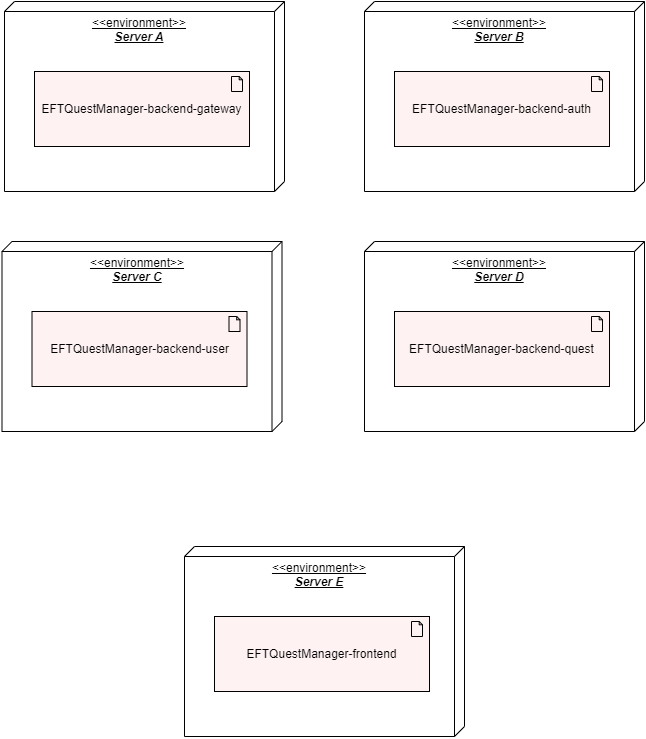 <<environment>>
Server A
EFTQuestManager-backend-gateway
<<environment>>
Server B
EFTQuestManager-backend-auth
<<environment>>
Server C
EFTQuestManager-backend-user
<<environment>>
Server D
EFTQuestManager-backend-quest
<<environment>>
Server E
EFTQuestManager-frontend